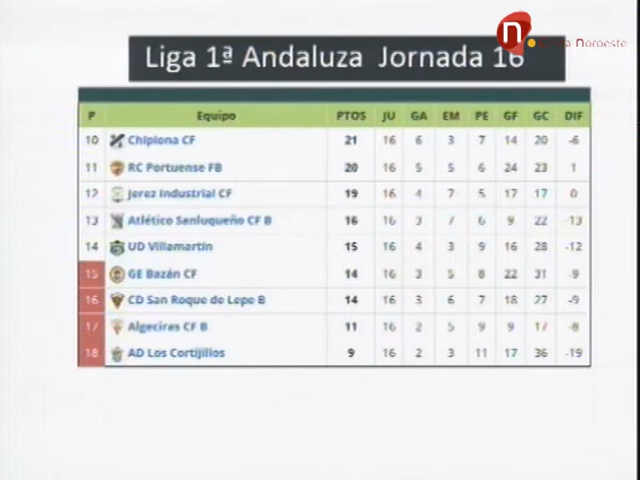 n
Noroeste
Liga 1ª Andaluza Jornada 16
P Equipo PTOS JU GA EM PE GF GC DIF
10 Chipiona CF 21 16 6 3 7 14 20 -6
11 RC Portuense FB 20 16 5 5 6 24 23 1
12 Jerez Industrial CF 19 16 4 7 5 17 17 0
13 Atlético Sanluqueño CF B 16 16 3 7 6 9 22 -13
14 UD Villamartín 15 16 4 3 9 16 28 -12
15 GE Bazán CF 14 16 3 5 8 22 31 -9
16 CD San Roque de Lepe B 14 16 3 6 7 18 27 -9
17 Algeciras CF B 11 16 2 5 9 9 17 -8
18 AD Los Cortijillos 9 16 2 3 11 17 36 -19